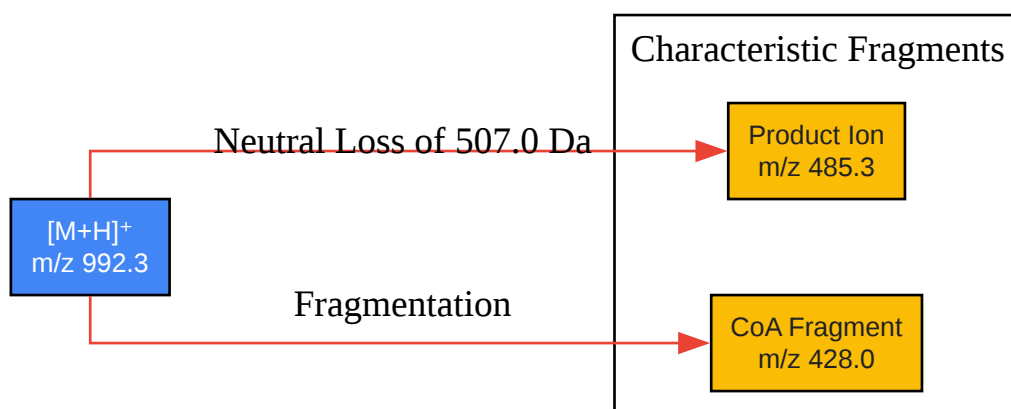 Characteristic Fragments
Neutral Loss of 507.0 Da
Product Ion
m/z 485.3
[M+H]⁺
m/z 992.3
Fragmentation
CoA Fragment
m/z 428.0